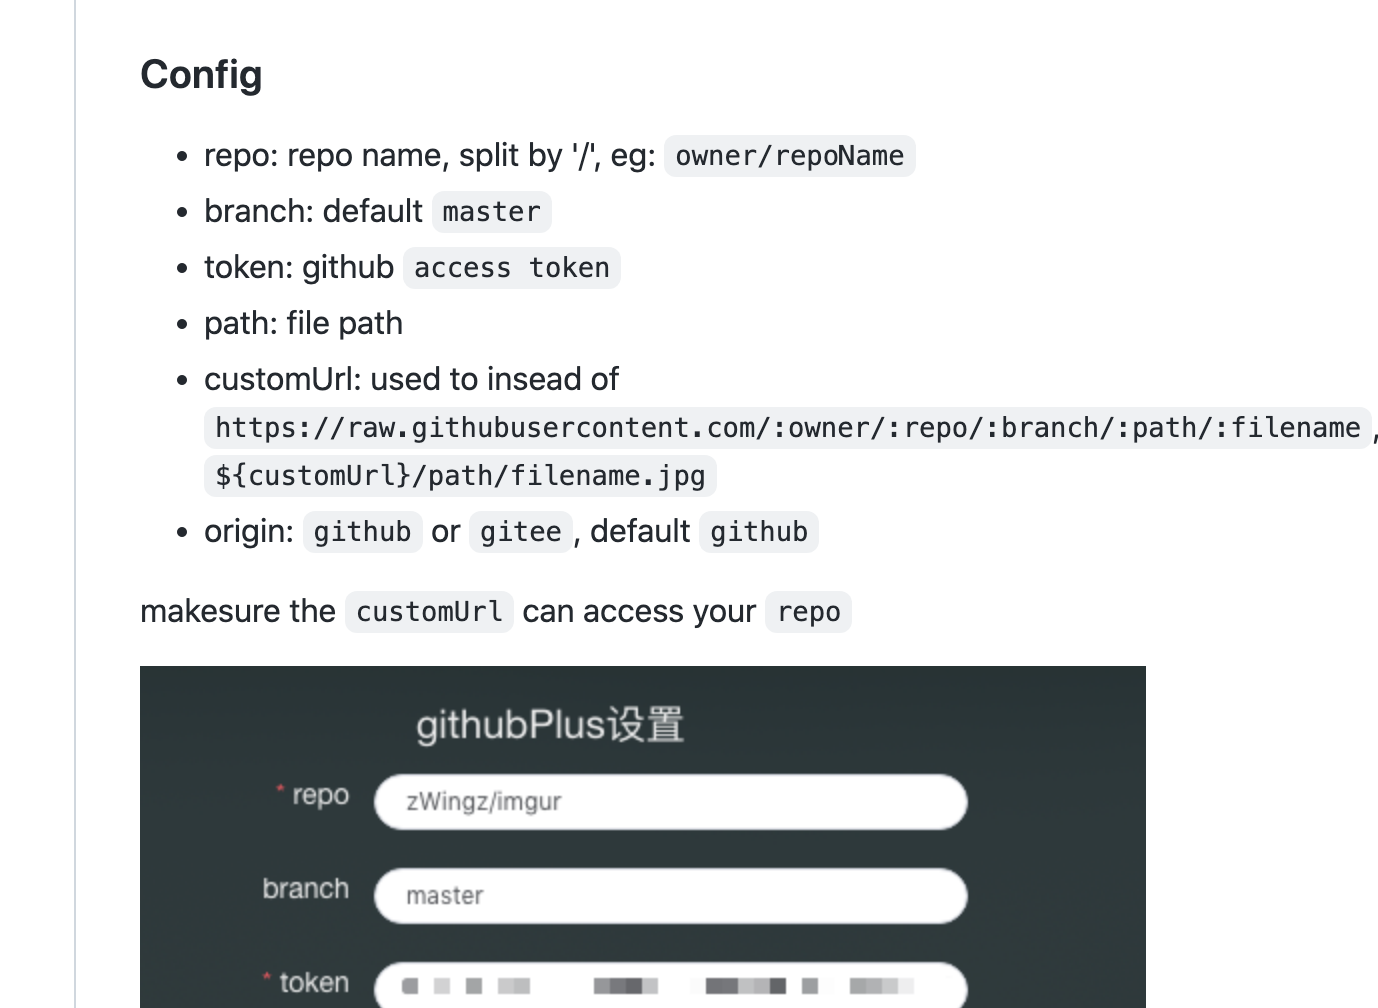 Config
• repo: repo name, split by '/', eg: owner/repoName
• branch: default master
• token: github access token
• path: file path
• customUrl: used to insead of
https://raw.githubusercontent.com/:owner/:repo/:branch/:path/:filename,
${customUrl}/path/filename.jpg
• origin: github or gitee, default github
makesure the customUrl can access your repo
githubPlus设置
* repo zWingz/imgur
branch master
* token